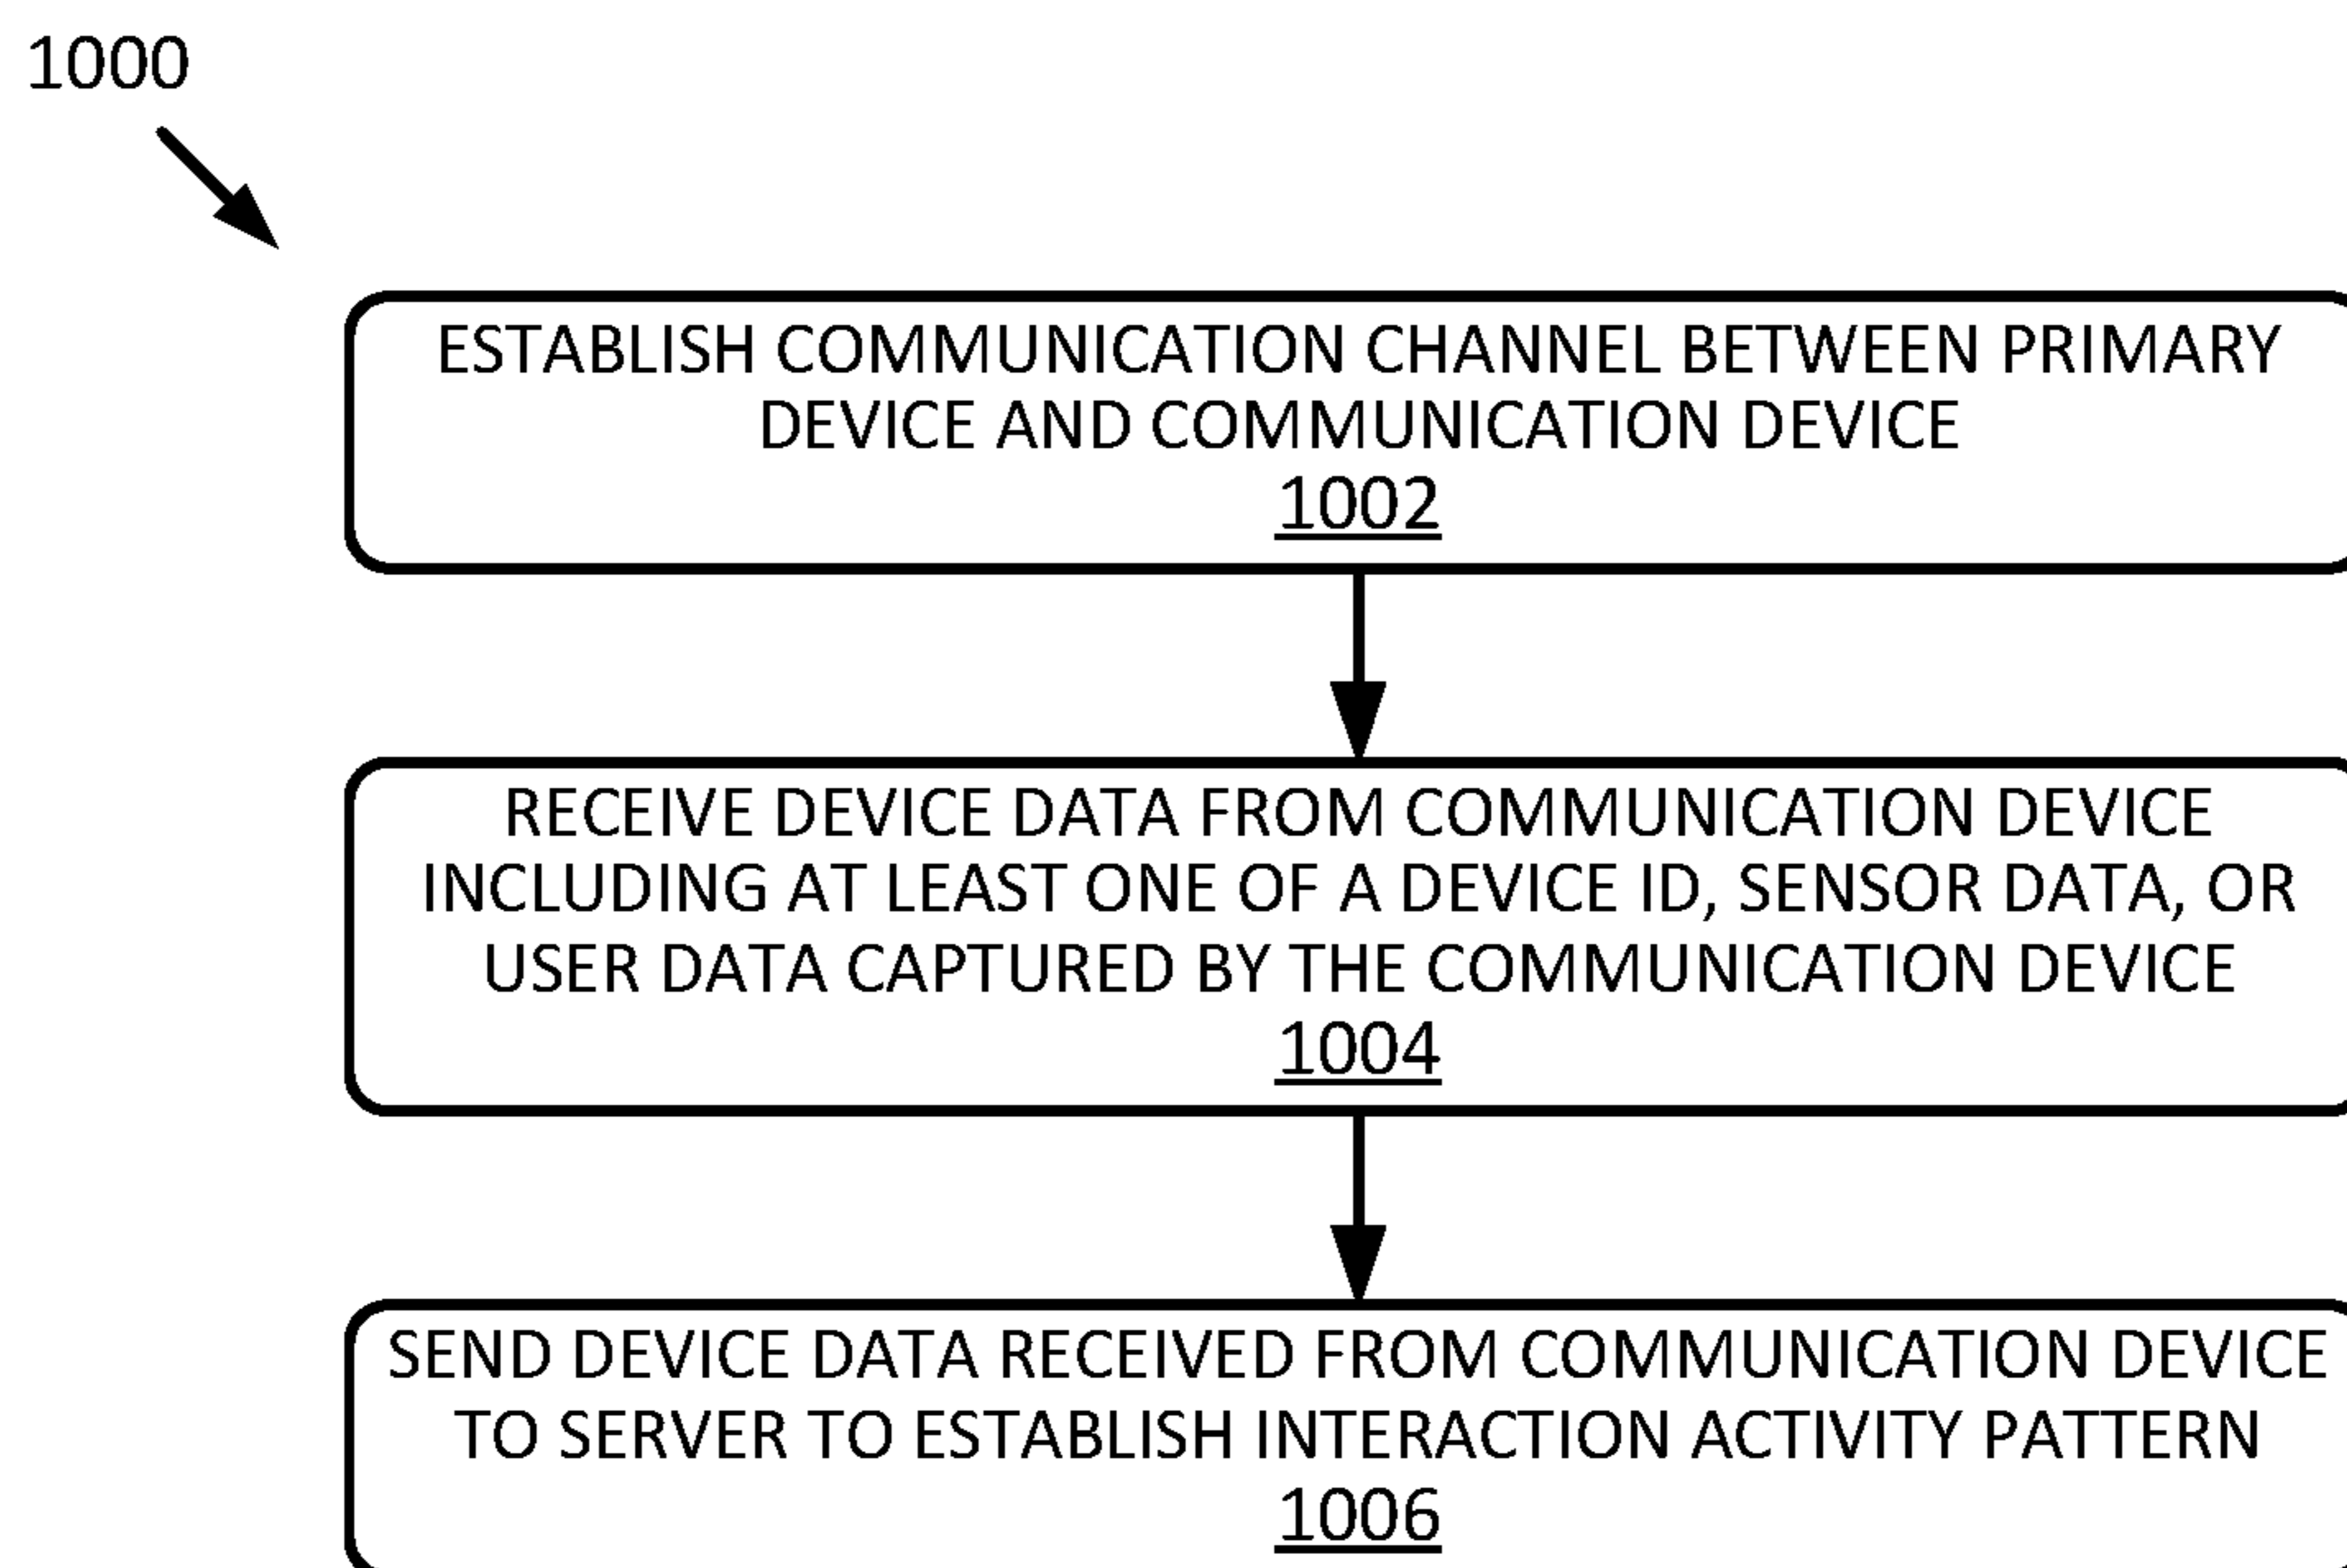 1000
ESTABLISH COMMUNICATION CHANNEL BETWEEN PRIMARY
DEVICE AND COMMUNICATION DEVICE
1002
RECEIVE DEVICE DATA FROM COMMUNICATION DEVICE
INCLUDING AT LEAST ONE OF A DEVICE ID, SENSOR DATA, OR
USER DATA CAPTURED BY THE COMMUNICATION DEVICE
1004
SEND DEVICE DATA RECEIVED FROM COMMUNICATION DEVICE
TO SERVER TO ESTABLISH INTERACTION ACTIVITY PATTERN
1006